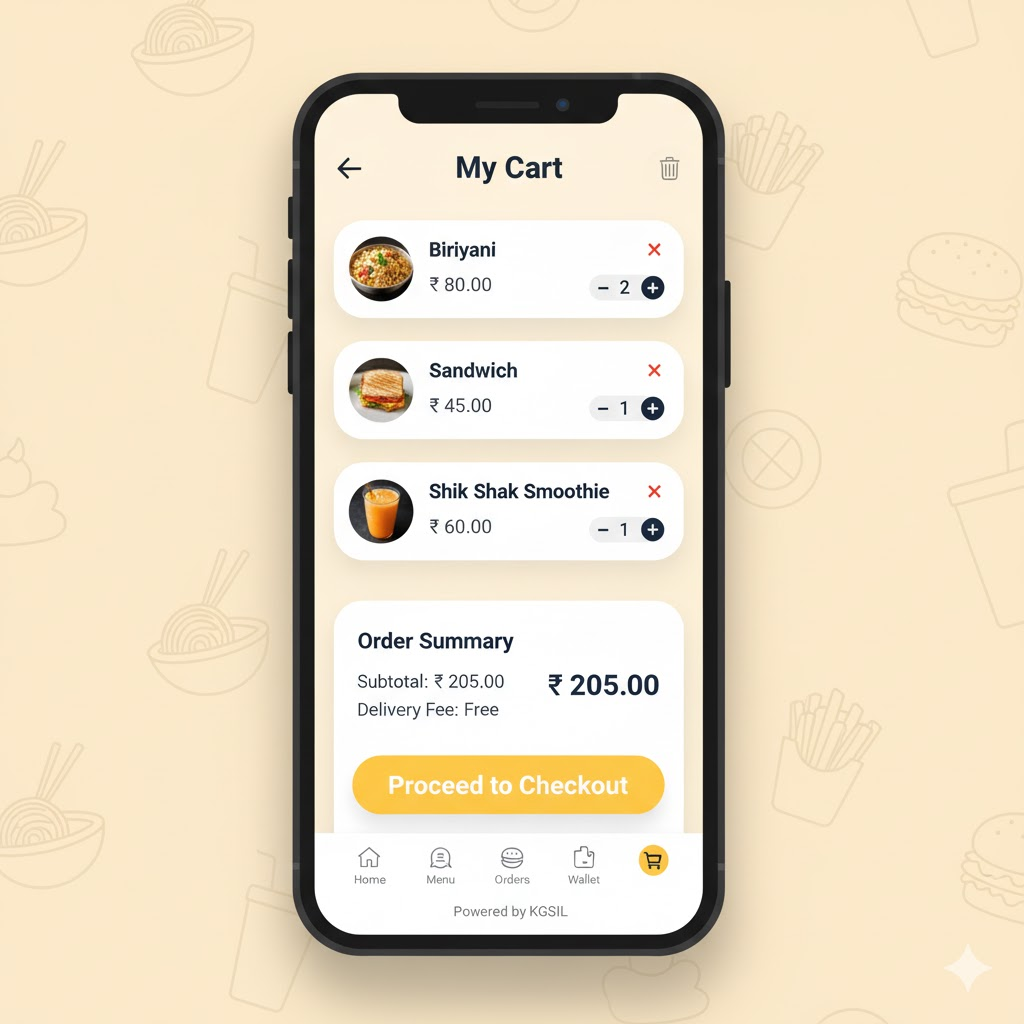 My Cart
Biriyani
₹ 80.00
− 2 +
Sandwich
₹ 45.00
− 1 +
Shik Shak Smoothie
₹ 60.00
− 1 +
Order Summary
Subtotal: ₹ 205.00
₹ 205.00
Delivery Fee: Free
Proceed to Checkout
Home Menu Orders Wallet
Powered by KGSIL